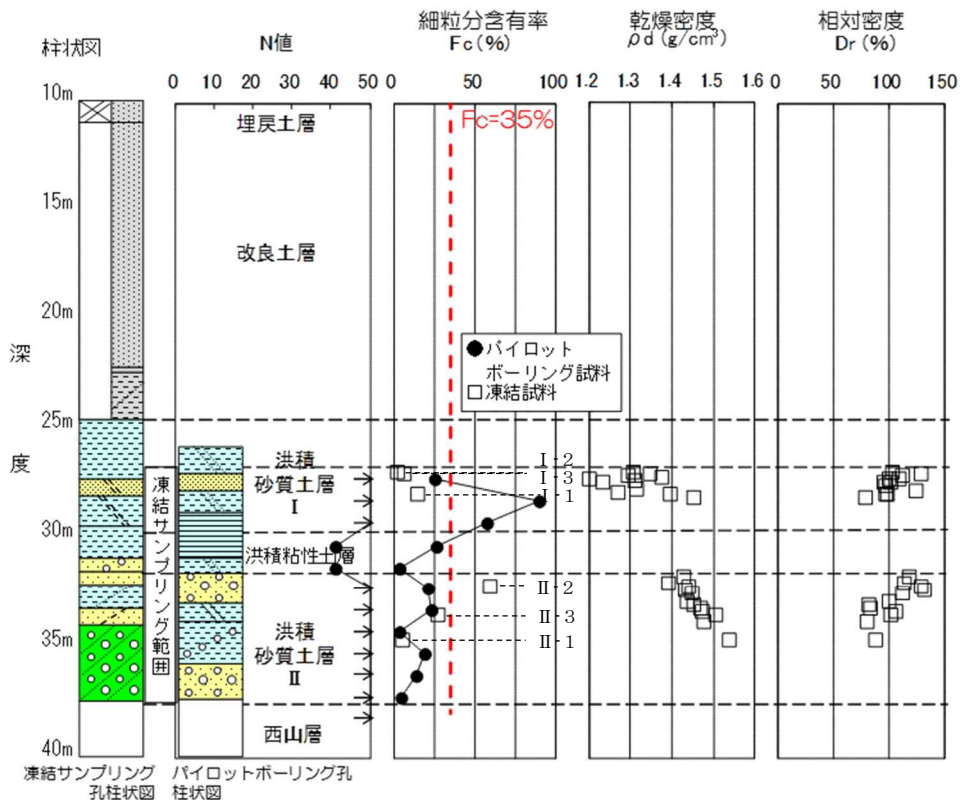 柱状図
N値
細粒分含有率
Fc(%)
乾燥密度
ρd(g/cm³)
相対密度
Dr(%)
0 10 20 30 40 50
0 50 100
1.2 1.3 1.4 1.5 1.6
0 50 100 150
10m
15m
20m
25m
30m
35m
40m
深
度
埋戻土層
Fc=35%
改良土層
パイロット
ボーリング試料
凍結試料
洪積
砂質土層
I
I-2
I-3
I-1
凍結サンプリング範囲
洪積粘性土層
II-2
II-3
II-1
洪積
砂質土層
II
西山層
凍結サンプリング
孔柱状図
パイロットボーリング孔
柱状図